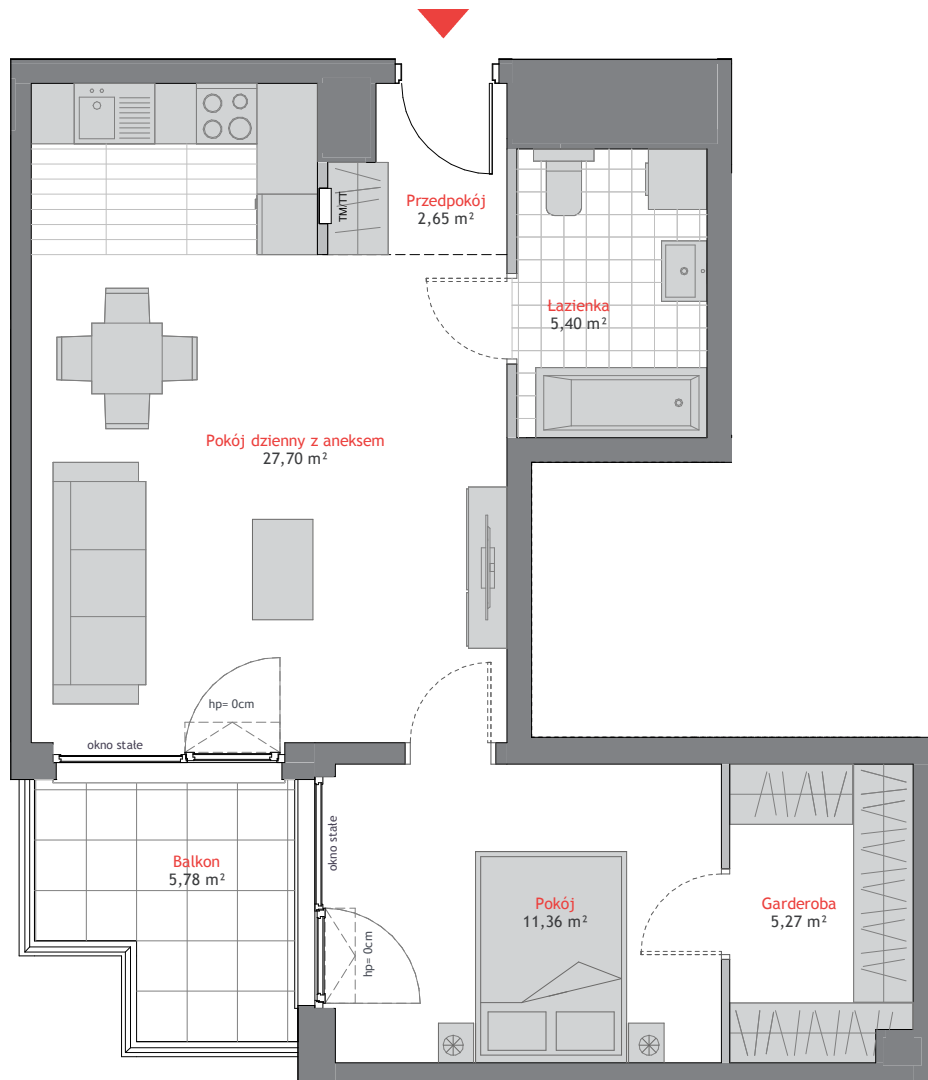 Przedpokój
2,65 m²
TM/TT
Łazienka
5,40 m²
Pokój dzienny z aneksem
27,70 m²
hp= 0cm
okno stałe
okno stałe
Balkon
5,78 m²
Pokój
11,36 m²
Garderoba
5,27 m²
hp= 0cm